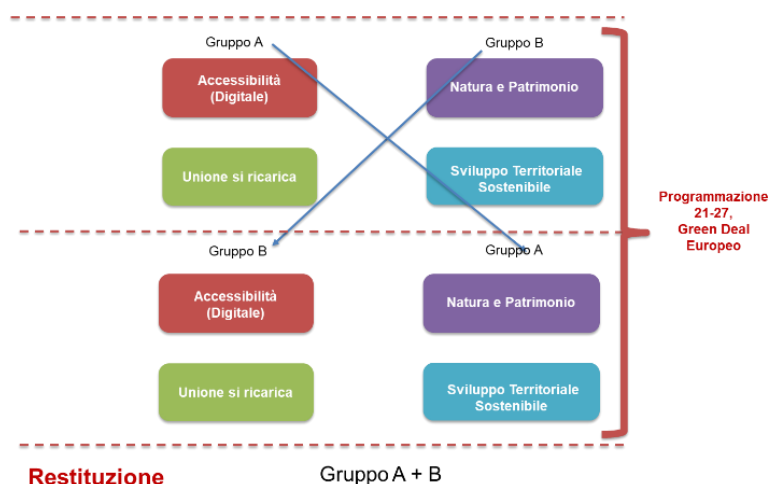 Gruppo A
Gruppo B
Accessibilità
(Digitale)
Natura e Patrimonio
Unione si ricarica
Sviluppo Territoriale
Sostenibile
Programmazione
21-27,
Green Deal
Europeo
Gruppo B
Gruppo A
Accessibilità
(Digitale)
Natura e Patrimonio
Unione si ricarica
Sviluppo Territoriale
Sostenibile
Restituzione
Gruppo A + B